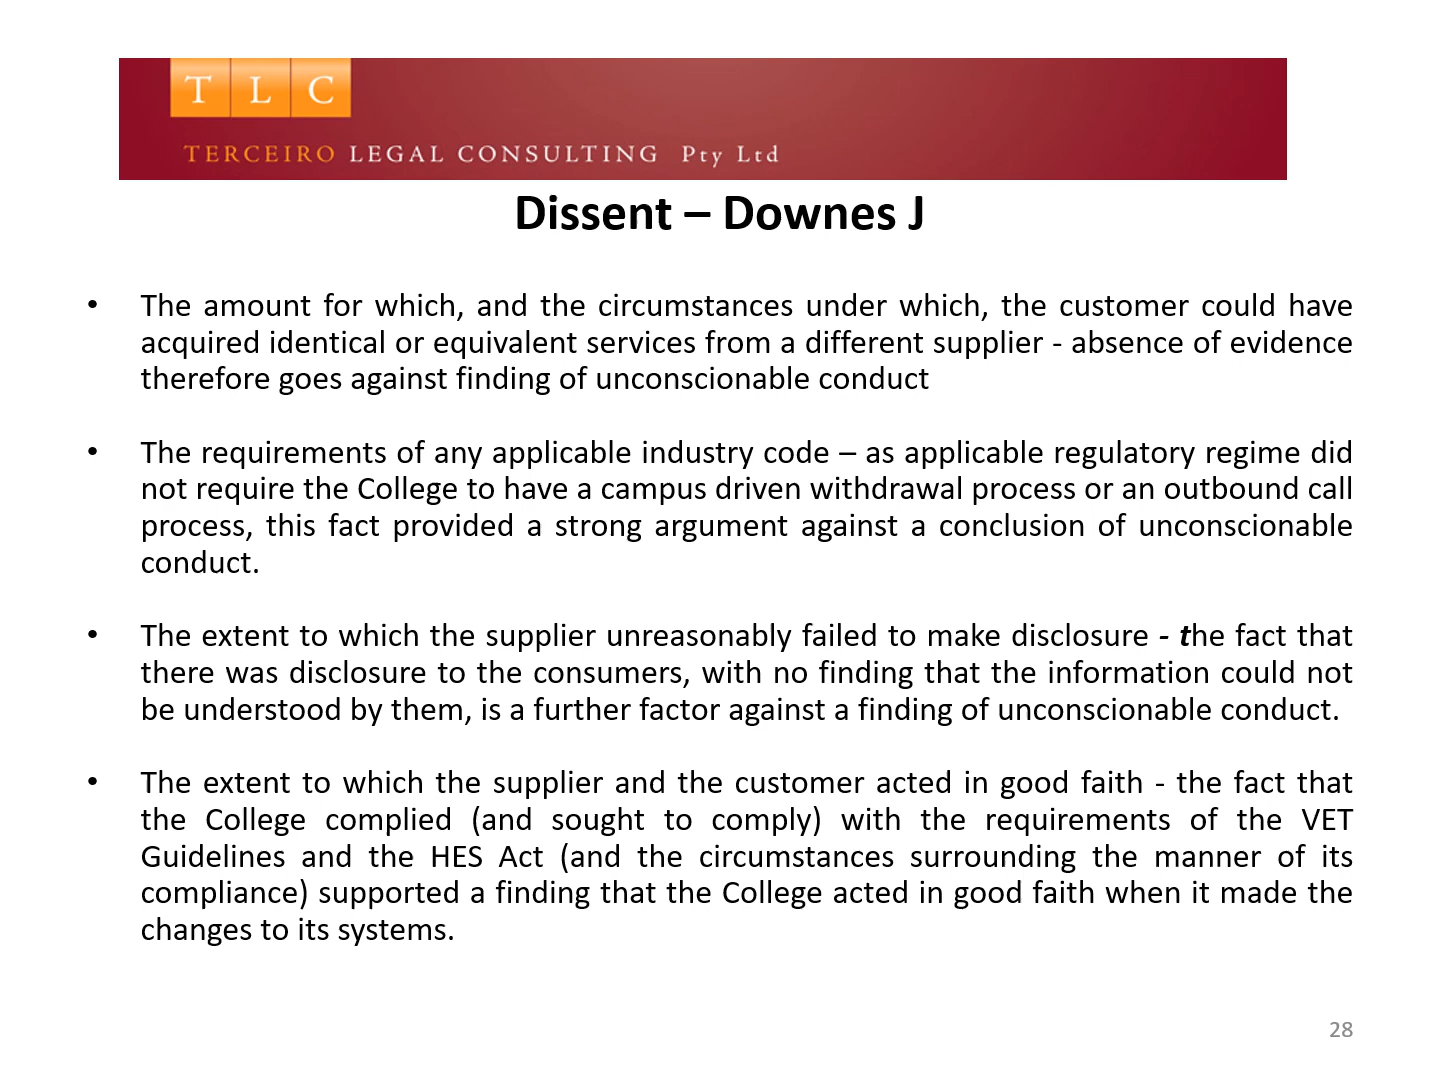 T L C
TERCEIRO LEGAL CONSULTING Pty Ltd
Dissent – Downes J
• The amount for which, and the circumstances under which, the customer could have
acquired identical or equivalent services from a different supplier - absence of evidence
therefore goes against finding of unconscionable conduct
• The requirements of any applicable industry code – as applicable regulatory regime did
not require the College to have a campus driven withdrawal process or an outbound call
process, this fact provided a strong argument against a conclusion of unconscionable
conduct.
• The extent to which the supplier unreasonably failed to make disclosure - the fact that
there was disclosure to the consumers, with no finding that the information could not
be understood by them, is a further factor against a finding of unconscionable conduct.
• The extent to which the supplier and the customer acted in good faith - the fact that
the College complied (and sought to comply) with the requirements of the VET
Guidelines and the HES Act (and the circumstances surrounding the manner of its
compliance) supported a finding that the College acted in good faith when it made the
changes to its systems.
28